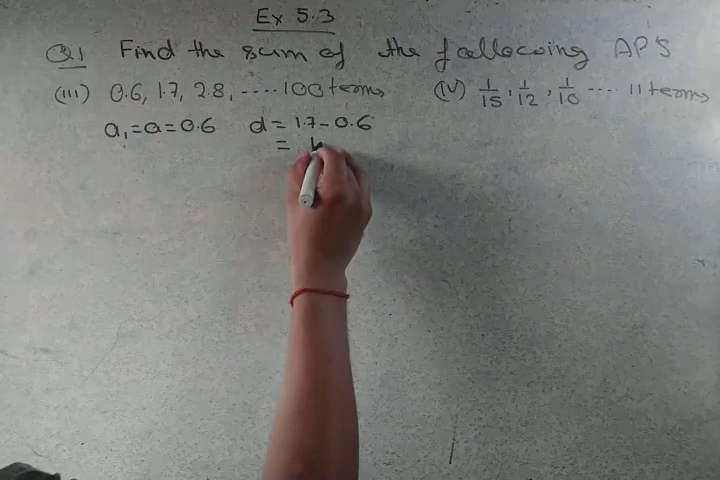 Ex 5.3
Q1 Find the sum of the following AP'S
(III) 0.6, 1.7, 2.8, ..... 100 terms (IV) 1/15, 1/12, 1/10 .... 11 terms
a₁ = a = 0.6 d = 1.7 - 0.6
= 1